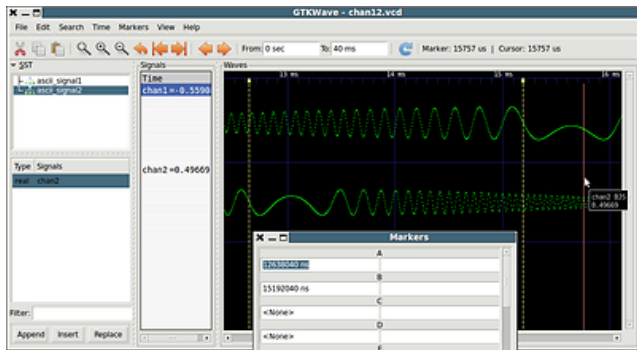 GTKWave - chan12.vcd
File Edit Search Time Markers View Help
From: 0 sec To: 40 ms Marker: 15757 us | Cursor: 15757 us
SST
ascii_signal1
ascii_signal2
Type Signals
real chan2
Filter:
Append Insert Replace
Signals
Time
chan1=-0.5590
chan2=0.49669
Waves
13 ms 14 ms 15 ms 16 ms
chan2 835
0.49669
Markers
A
12638040 ns
B
15192040 ns
C
<None>
D
<None>
E